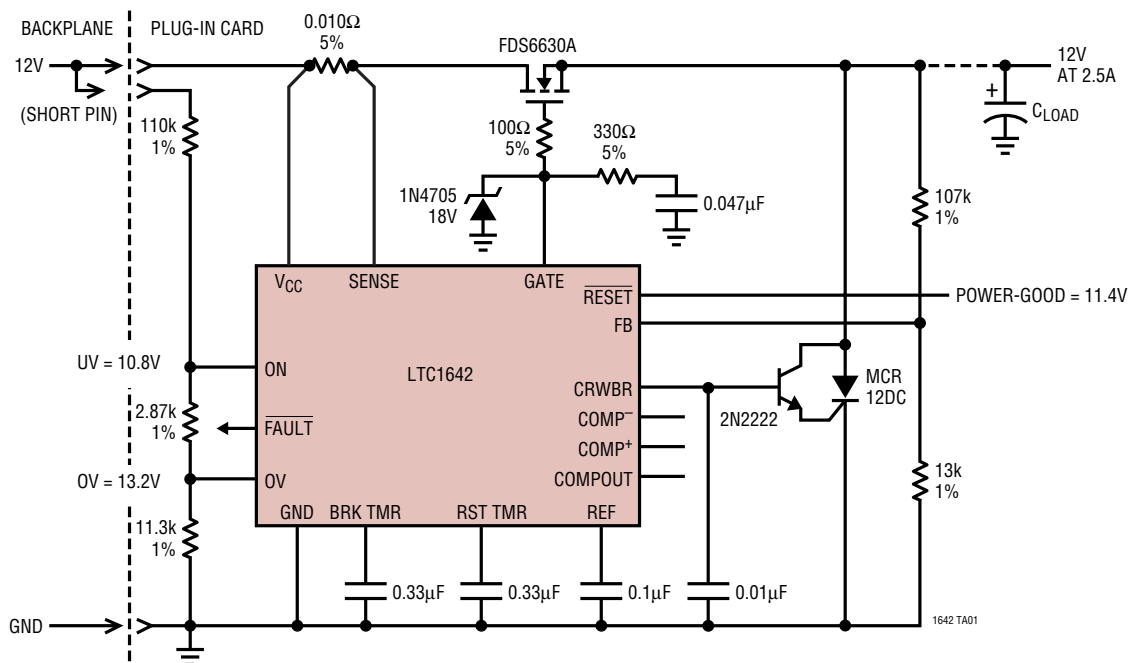 BACKPLANE
PLUG-IN CARD
0.010Ω
5%
FDS6630A
12V
(SHORT PIN)
12V
AT 2.5A
+
CLOAD
110k
1%
100Ω
5%
330Ω
5%
1N4705
18V
0.047µF
107k
1%
VCC
SENSE
GATE
RESET
POWER-GOOD = 11.4V
FB
UV = 10.8V
ON
LTC1642
CRWBR
MCR
12DC
2N2222
2.87k
1%
FAULT
COMP–
COMP+
COMPOUT
OV = 13.2V
OV
13k
1%
GND
BRK TMR
RST TMR
REF
11.3k
1%
0.33µF
0.33µF
0.1µF
0.01µF
GND
1642 TA01